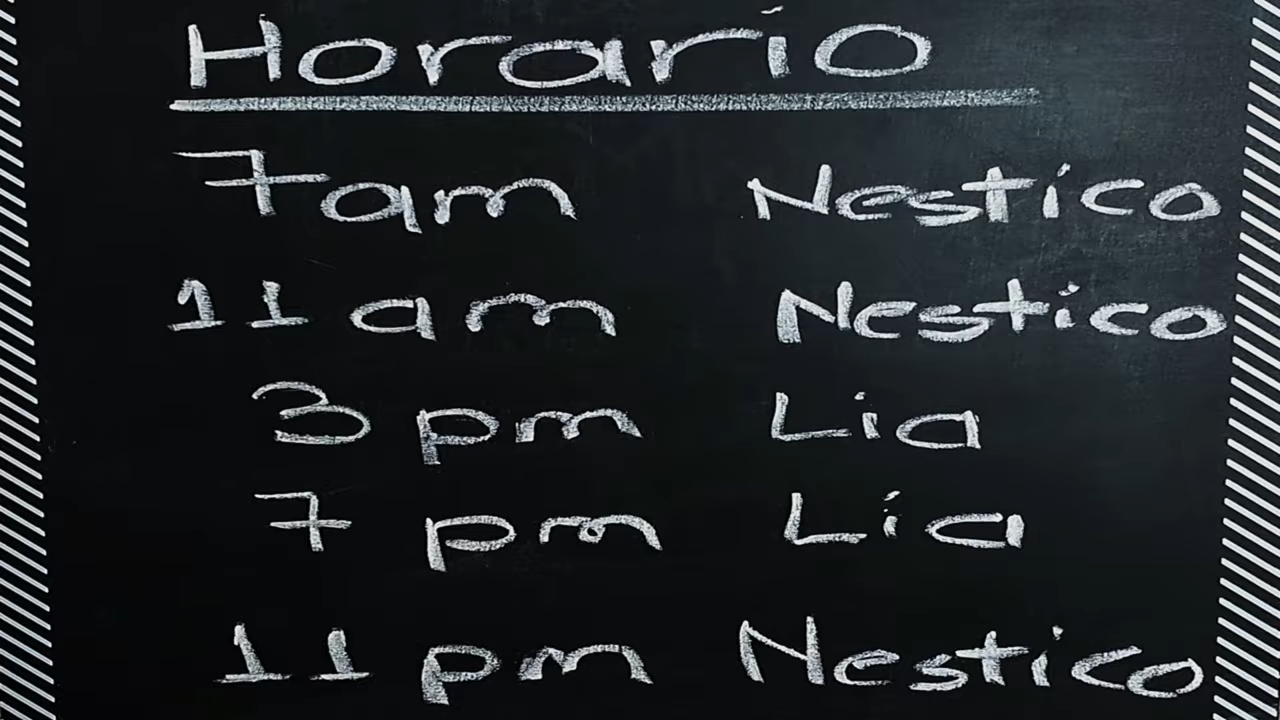 Horario
7am Nestico
11am Nestico
3pm Lia
7pm Lia
11pm Nestico